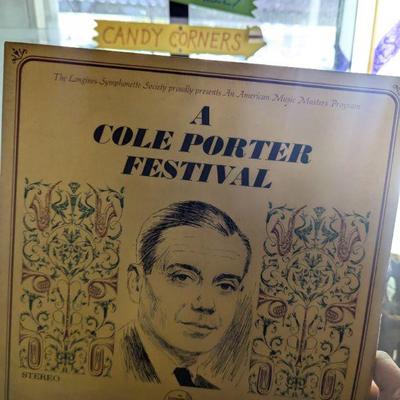 CANDY CORNERS
The Longines Symphonette Society proudly presents An American Music Masters Program
A
COLE PORTER
FESTIVAL
STEREO